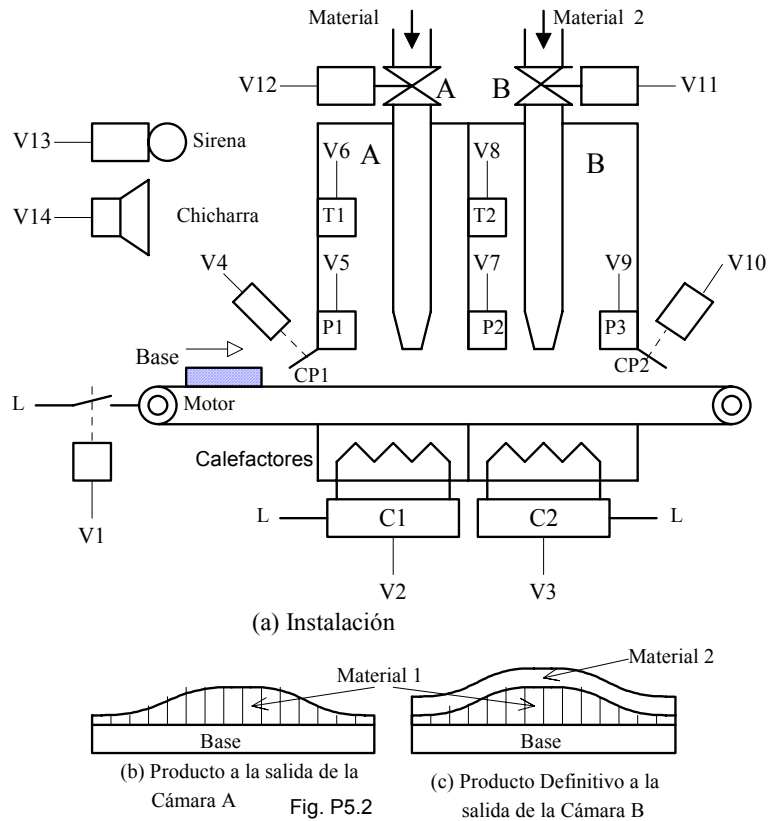 Material
Material 2
V12
A
B
V11
V13
Sirena
V6
A
V8
B
V14
Chicharra
T1
T2
V4
V5
V7
V9
V10
P1
P2
P3
Base
CP1
CP2
L
Motor
Calefactores
L
C1
C2
L
V1
V2
V3
(a) Instalación
Material 1
Material 2
Base
Base
(b) Producto a la salida de la
Cámara A
Fig. P5.2
(c) Producto Definitivo a la
salida de la Cámara B